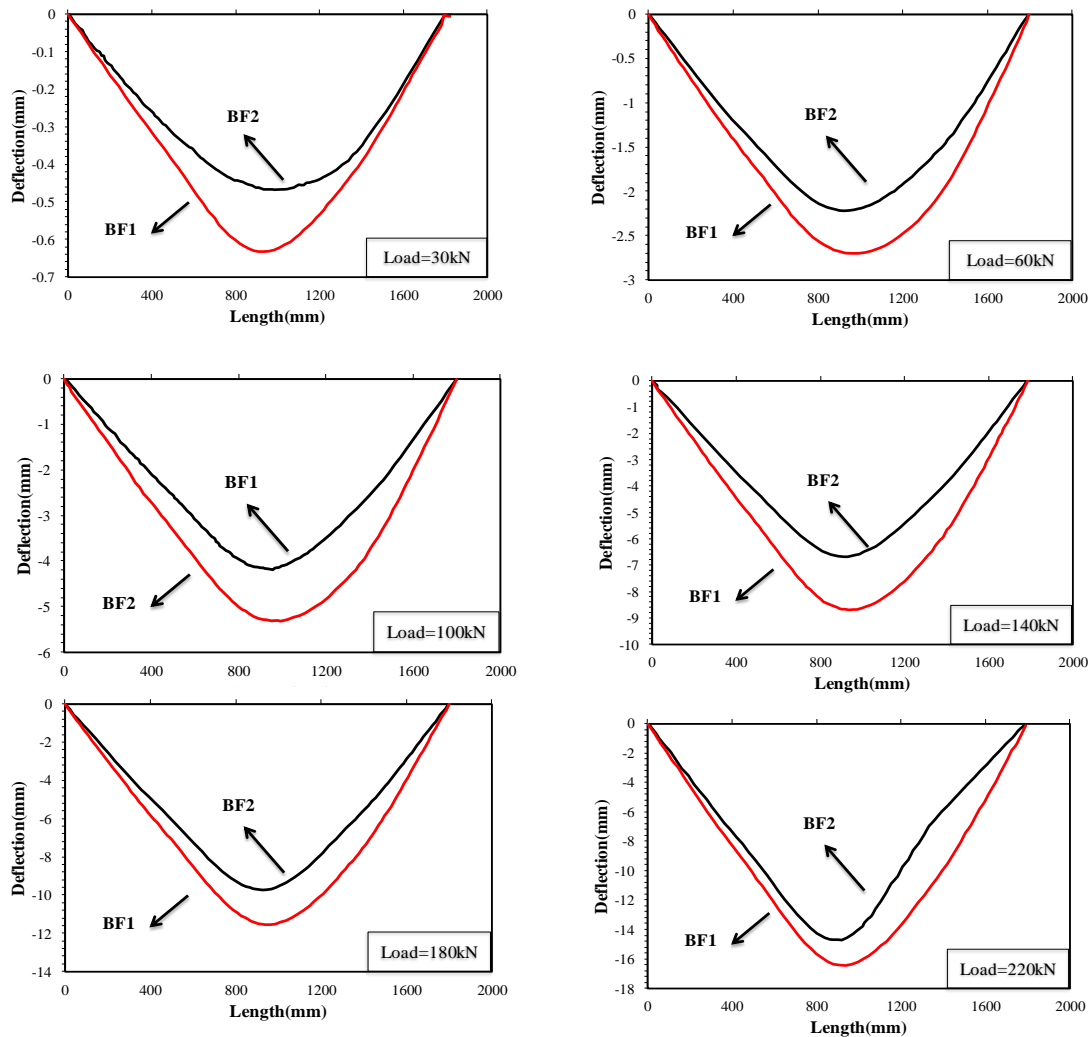 0
-0.1
-0.2
-0.3
-0.4
-0.5
-0.6
-0.7
Deflection(mm)
BF2
BF1
Load=30kN
0 400 800 1200 1600 2000
Length(mm)
0
-0.5
-1
-1.5
-2
-2.5
-3
Deflection(mm)
BF2
BF1
Load=60kN
0 400 800 1200 1600 2000
Length(mm)
0
-1
-2
-3
-4
-5
-6
Deflection(mm)
BF1
BF2
Load=100kN
0 400 800 1200 1600 2000
0
-1
-2
-3
-4
-5
-6
-7
-8
-9
-10
Deflection(mm)
BF2
BF1
Load=140kN
0 400 800 1200 1600 2000
Length(mm)
0
-2
-4
-6
-8
-10
-12
-14
Deflection(mm)
BF2
BF1
Load=180kN
0 400 800 1200 1600 2000
Length(mm)
0
-2
-4
-6
-8
-10
-12
-14
-16
-18
Deflection(mm)
BF2
BF1
Load=220kN
0 400 800 1200 1600 2000
Length(mm)